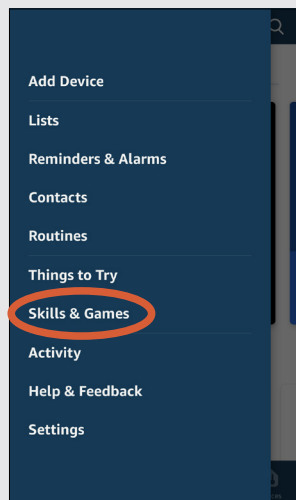 Add Device
Lists
Reminders & Alarms
Contacts
Routines
Things to Try
Skills & Games
Activity
Help & Feedback
Settings